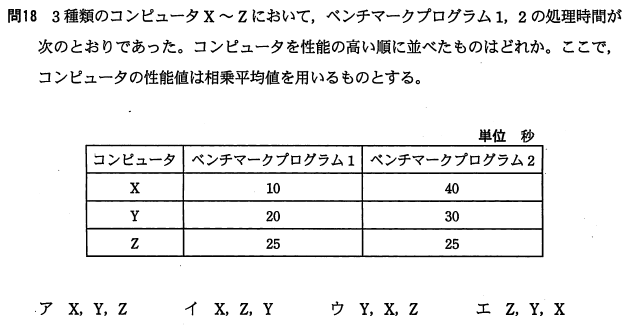 問18　3種類のコンピュータX～Zにおいて，ベンチマークプログラム1，2の処理時間が
次のとおりであった。コンピュータを性能の高い順に並べたものはどれか。ここで，
コンピュータの性能値は相乗平均値を用いるものとする。
単位　秒
コンピュータ　ベンチマークプログラム1　ベンチマークプログラム2
X　10　40
Y　20　30
Z　25　25
ア　X，Y，Z　イ　X，Z，Y　ウ　Y，X，Z　エ　Z，Y，X